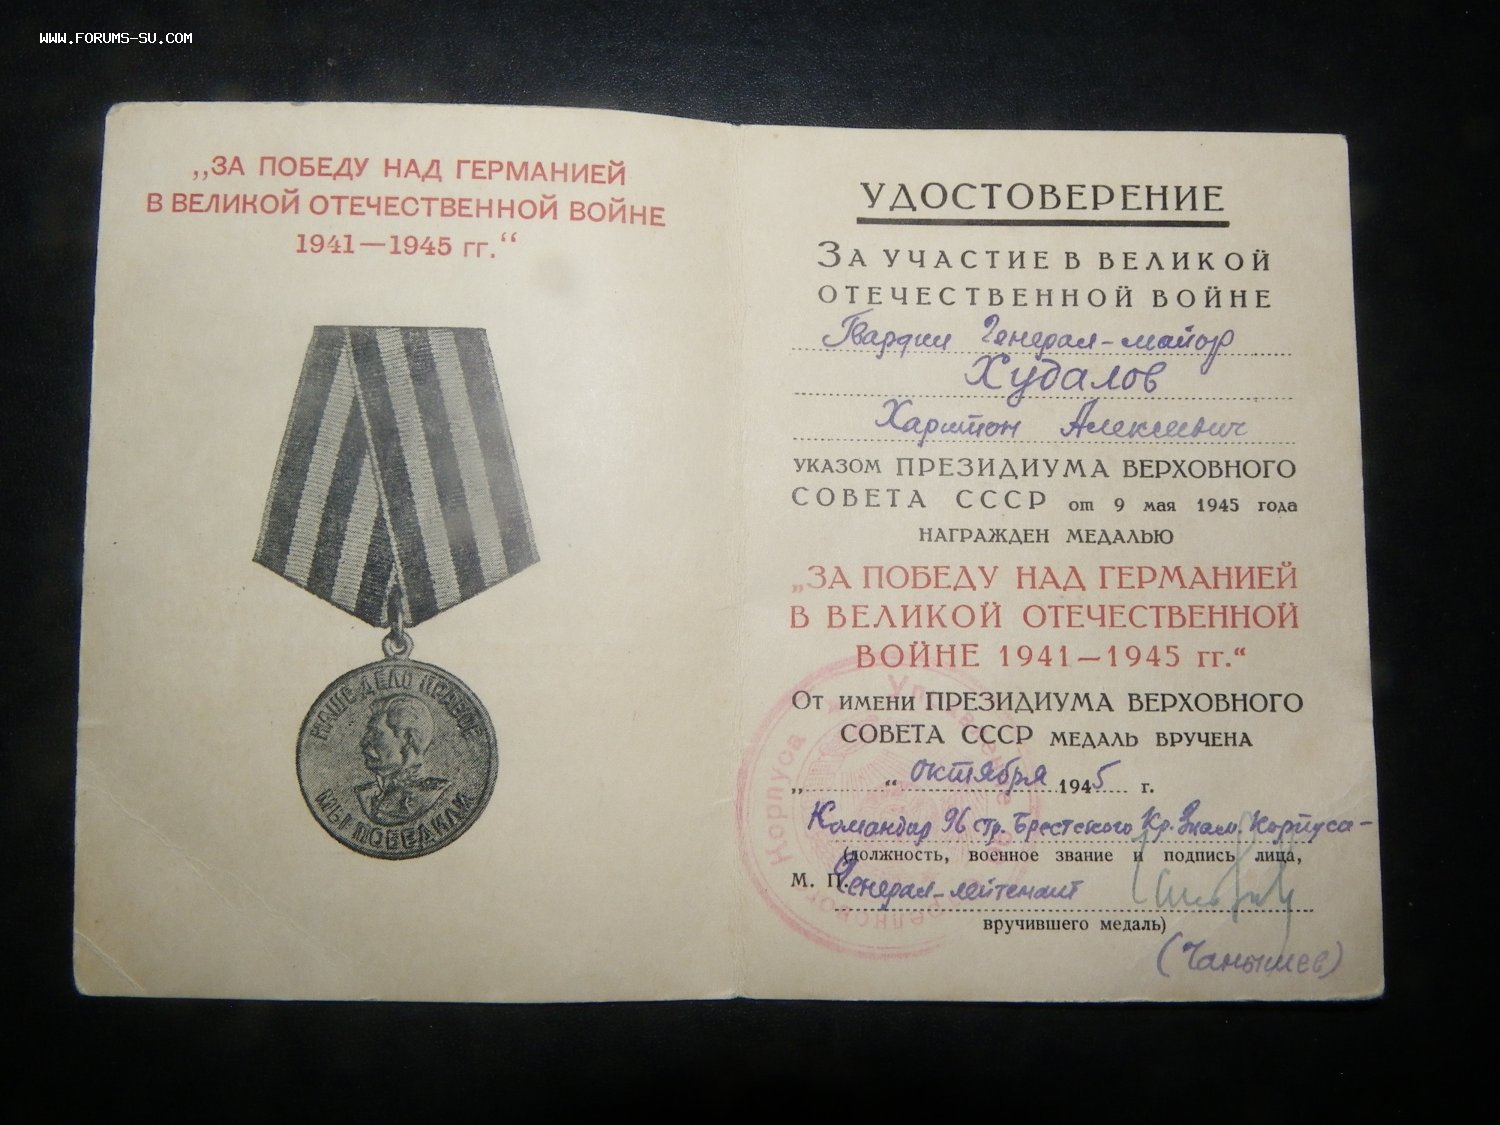 WWW.FORUMS-SU.COM
„ЗА ПОБЕДУ НАД ГЕРМАНИЕЙ
В ВЕЛИКОЙ ОТЕЧЕСТВЕННОЙ ВОЙНЕ
1941—1945 гг.“
НАШЕ ДЕЛО ПРАВОЕ
МЫ ПОБЕДИЛИ
УДОСТОВЕРЕНИЕ
ЗА УЧАСТИЕ В ВЕЛИКОЙ
ОТЕЧЕСТВЕННОЙ ВОЙНЕ
Гвардии Генерал-майор
Худалов
Харитон Алексеевич
УКАЗОМ ПРЕЗИДИУМА ВЕРХОВНОГО
СОВЕТА СССР от 9 мая 1945 года
НАГРАЖДЕН МЕДАЛЬЮ
„ЗА ПОБЕДУ НАД ГЕРМАНИЕЙ
В ВЕЛИКОЙ ОТЕЧЕСТВЕННОЙ
ВОЙНЕ 1941—1945 гг.“
ОТ ИМЕНИ ПРЕЗИДИУМА ВЕРХОВНОГО
СОВЕТА СССР МЕДАЛЬ ВРУЧЕНА
„ “ октября 1945 г.
Командир 96 стр. Брестского Кр. Знам. Корпуса-
(должность, военное звание и подпись лица,
М. П. Генерал-лейтенант
вручившего медаль)
(Чанышев)
Управление
Корпуса